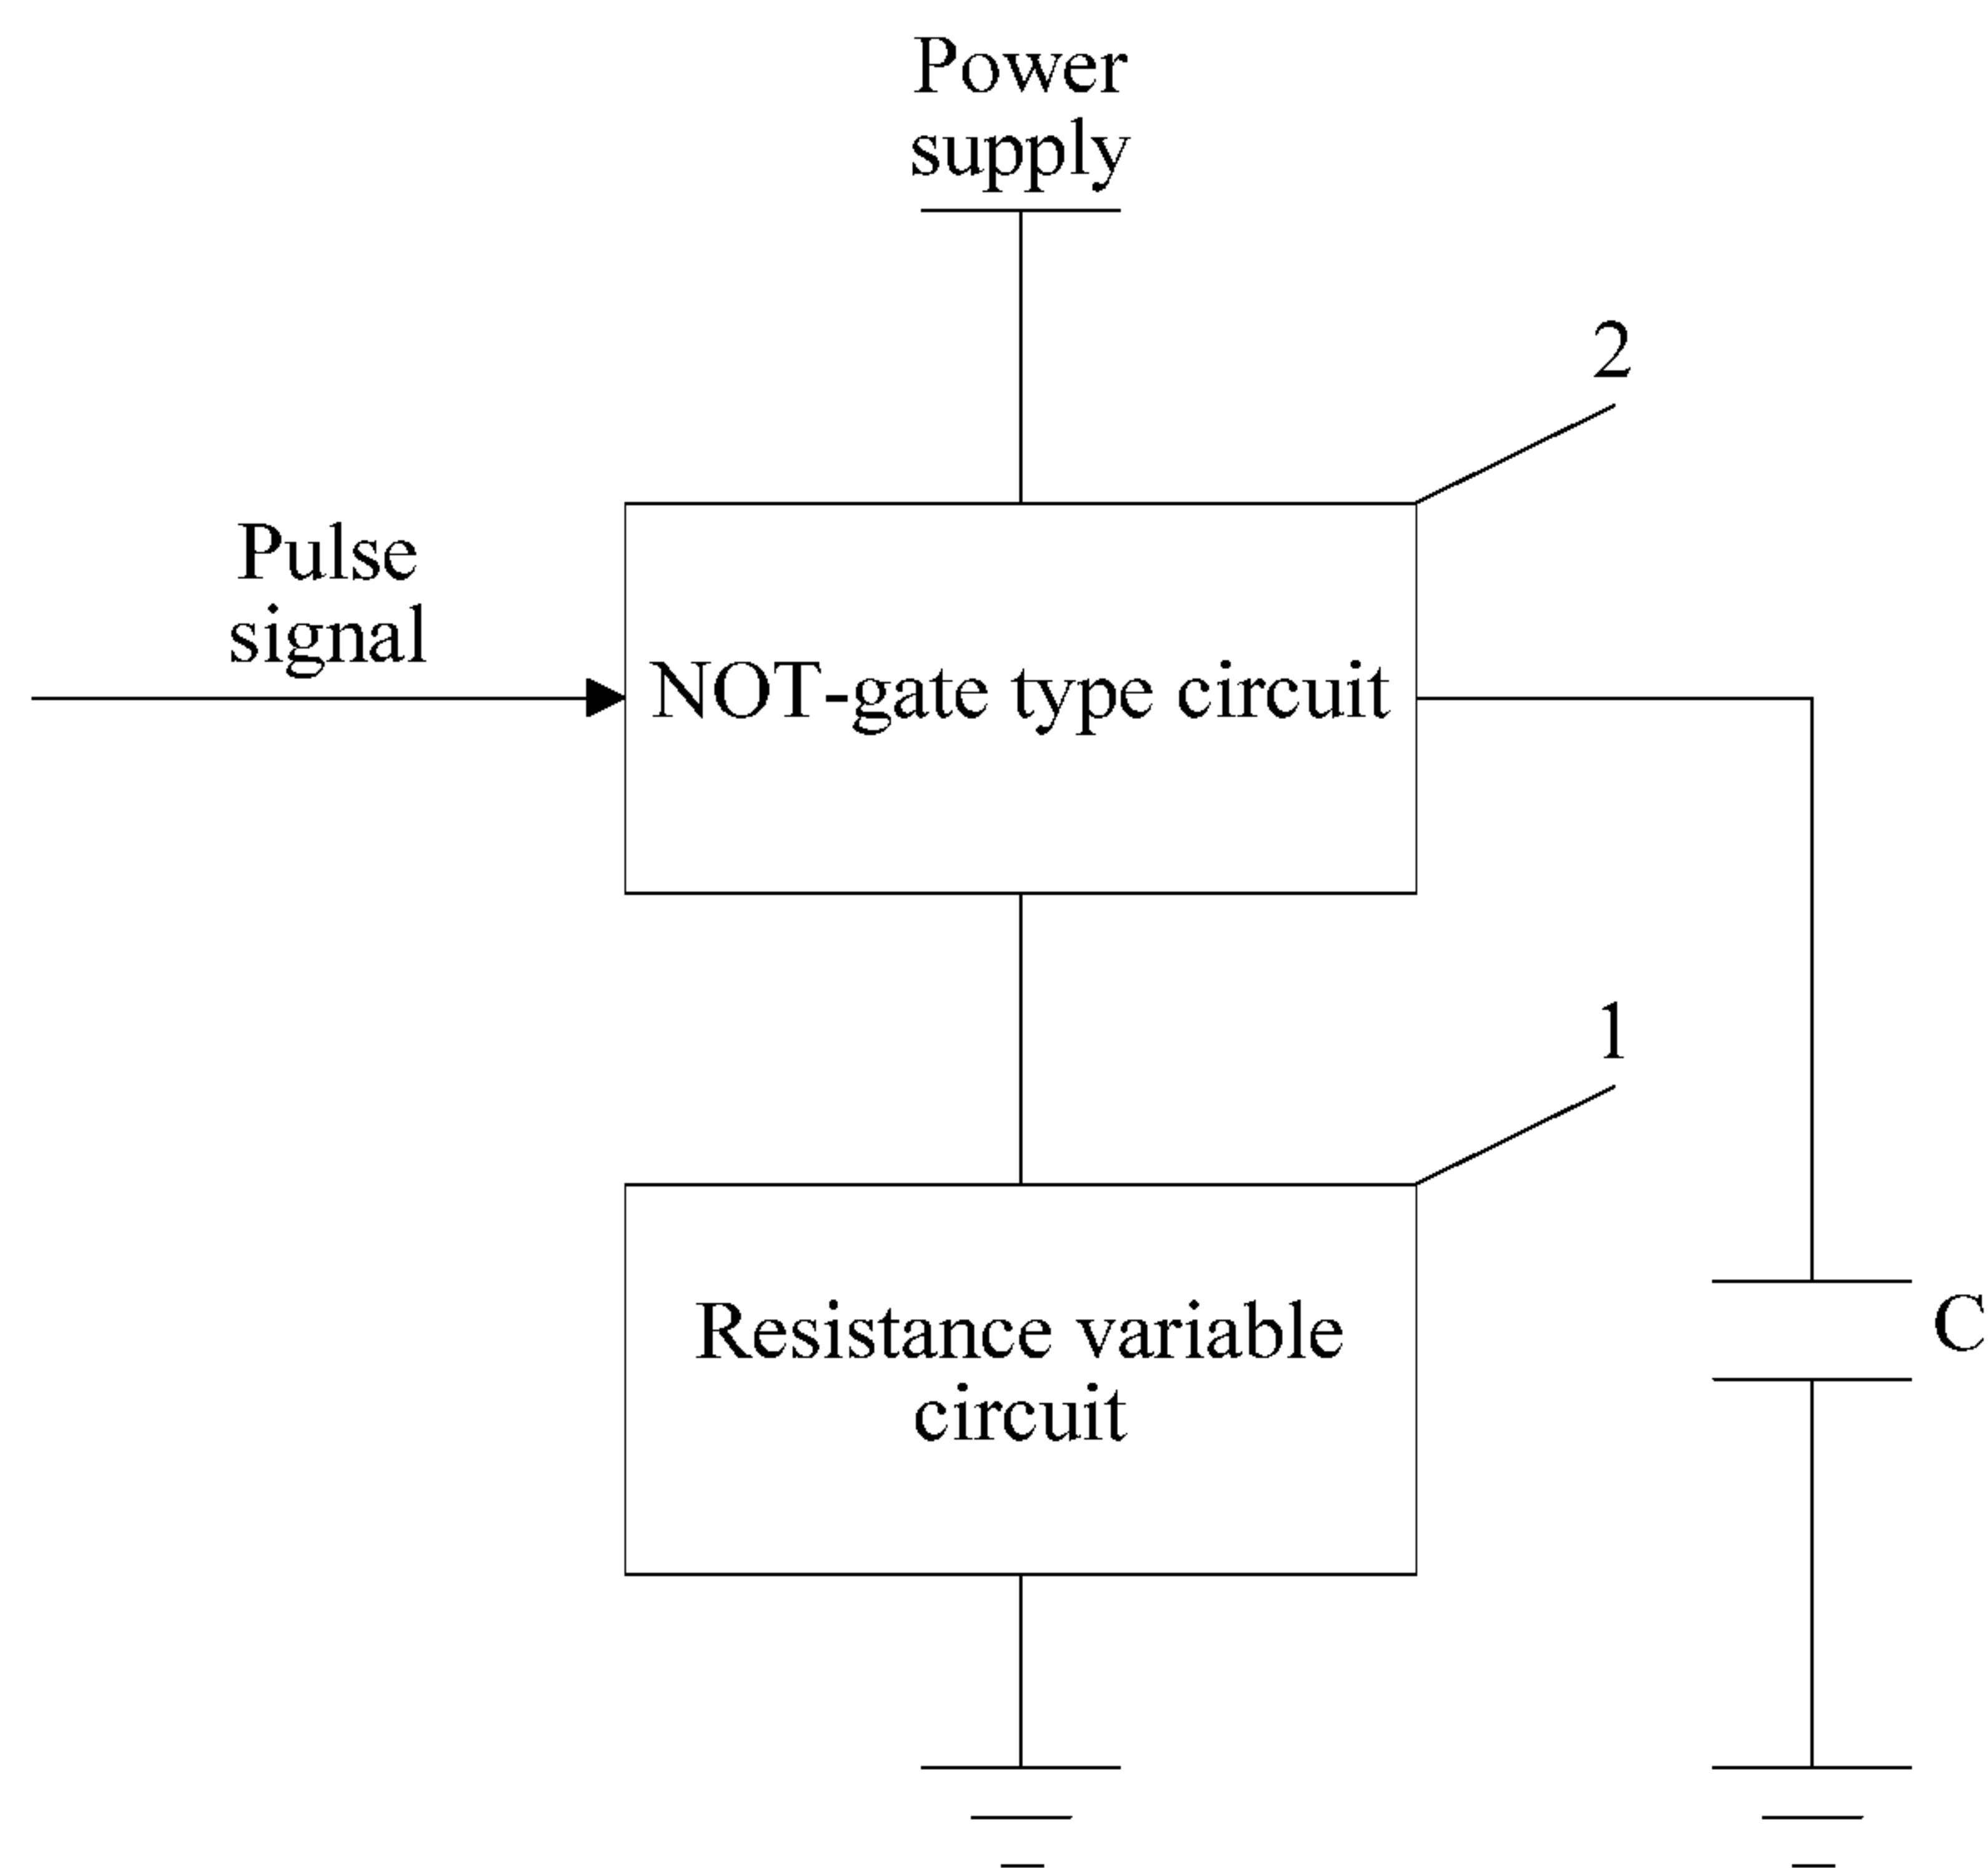 Power
supply
2
Pulse
signal
NOT-gate type circuit
1
Resistance variable
circuit
C